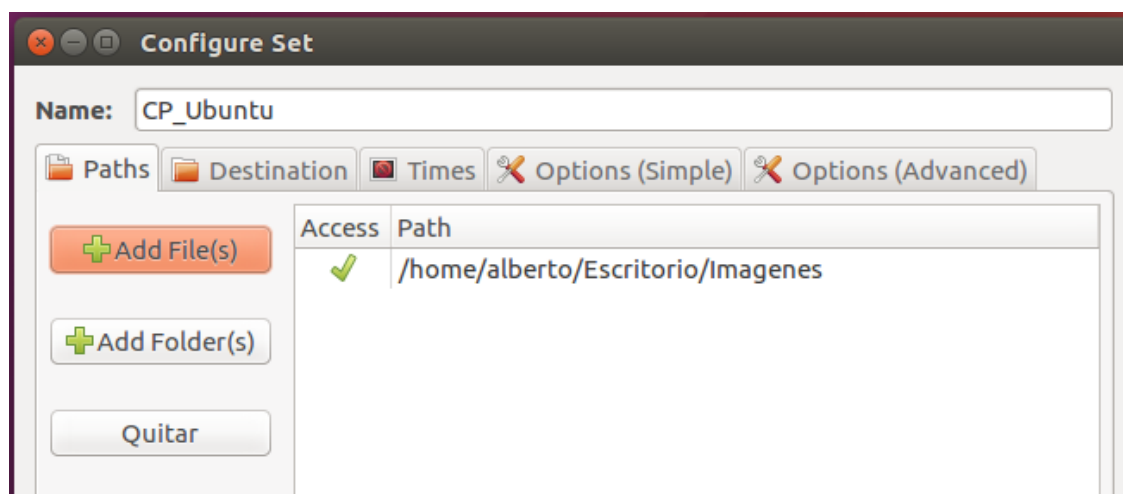 Configure Set
Name: CP_Ubuntu
Paths Destination Times Options (Simple) Options (Advanced)
Add File(s)
Access Path
/home/alberto/Escritorio/Imagenes
Add Folder(s)
Quitar